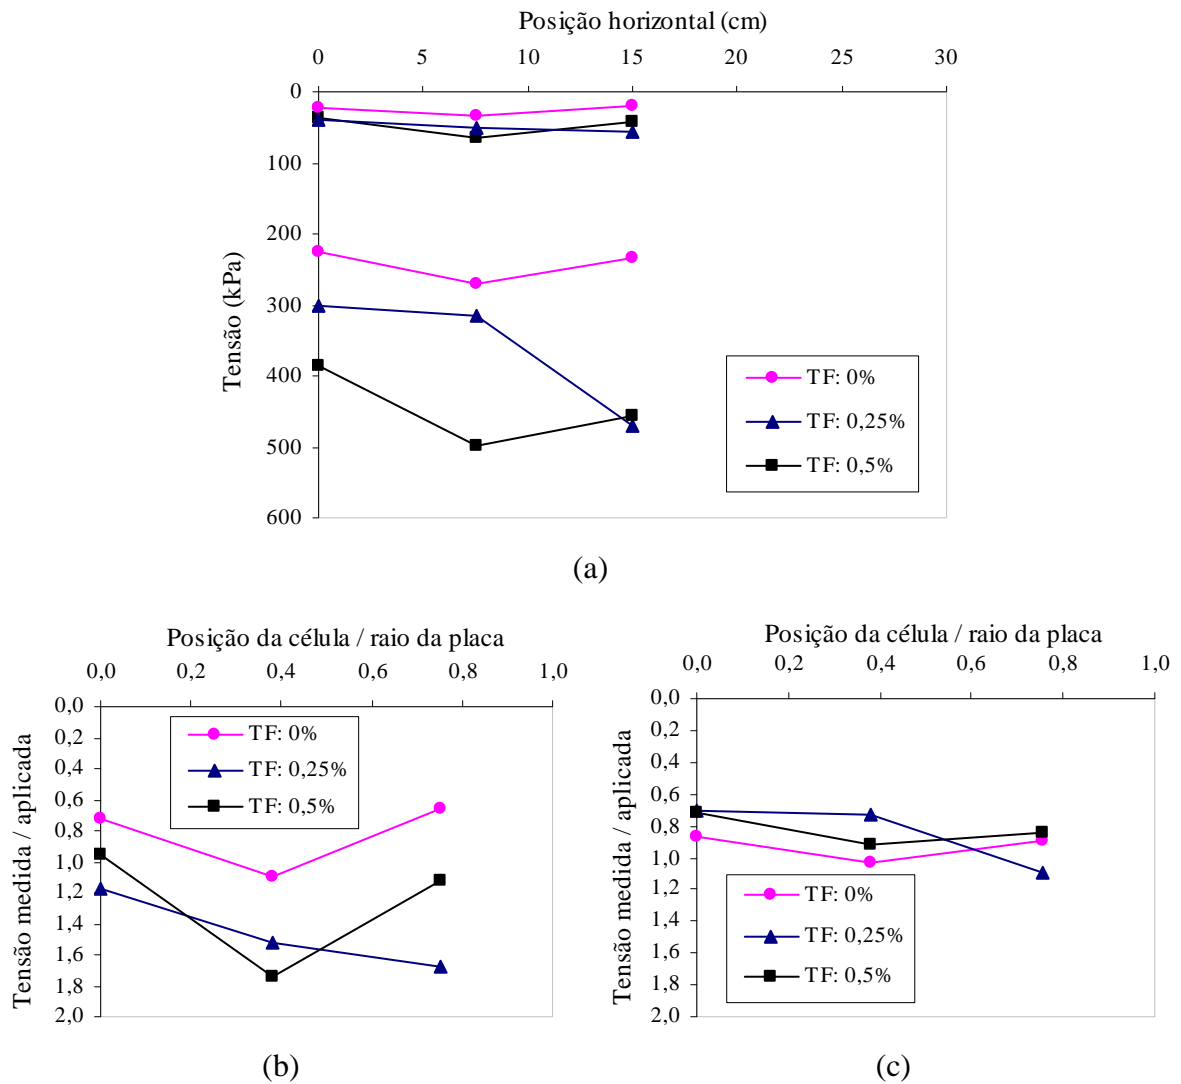 Posição horizontal (cm)
0 5 10 15 20 25 30
0
100
200
300
400
500
600
Tensão (kPa)
TF: 0%
TF: 0,25%
TF: 0,5%
(a)
Posição da célula / raio da placa
0,0 0,2 0,4 0,6 0,8 1,0
0,0
0,2
0,4
0,6
0,8
1,0
1,2
1,4
1,6
1,8
2,0
Tensão medida / aplicada
TF: 0%
TF: 0,25%
TF: 0,5%
(b)
Posição da célula / raio da placa
0,0 0,2 0,4 0,6 0,8 1,0
0,0
0,2
0,4
0,6
0,8
1,0
1,2
1,4
1,6
1,8
2,0
Tensão medida / aplicada
TF: 0%
TF: 0,25%
TF: 0,5%
(c)